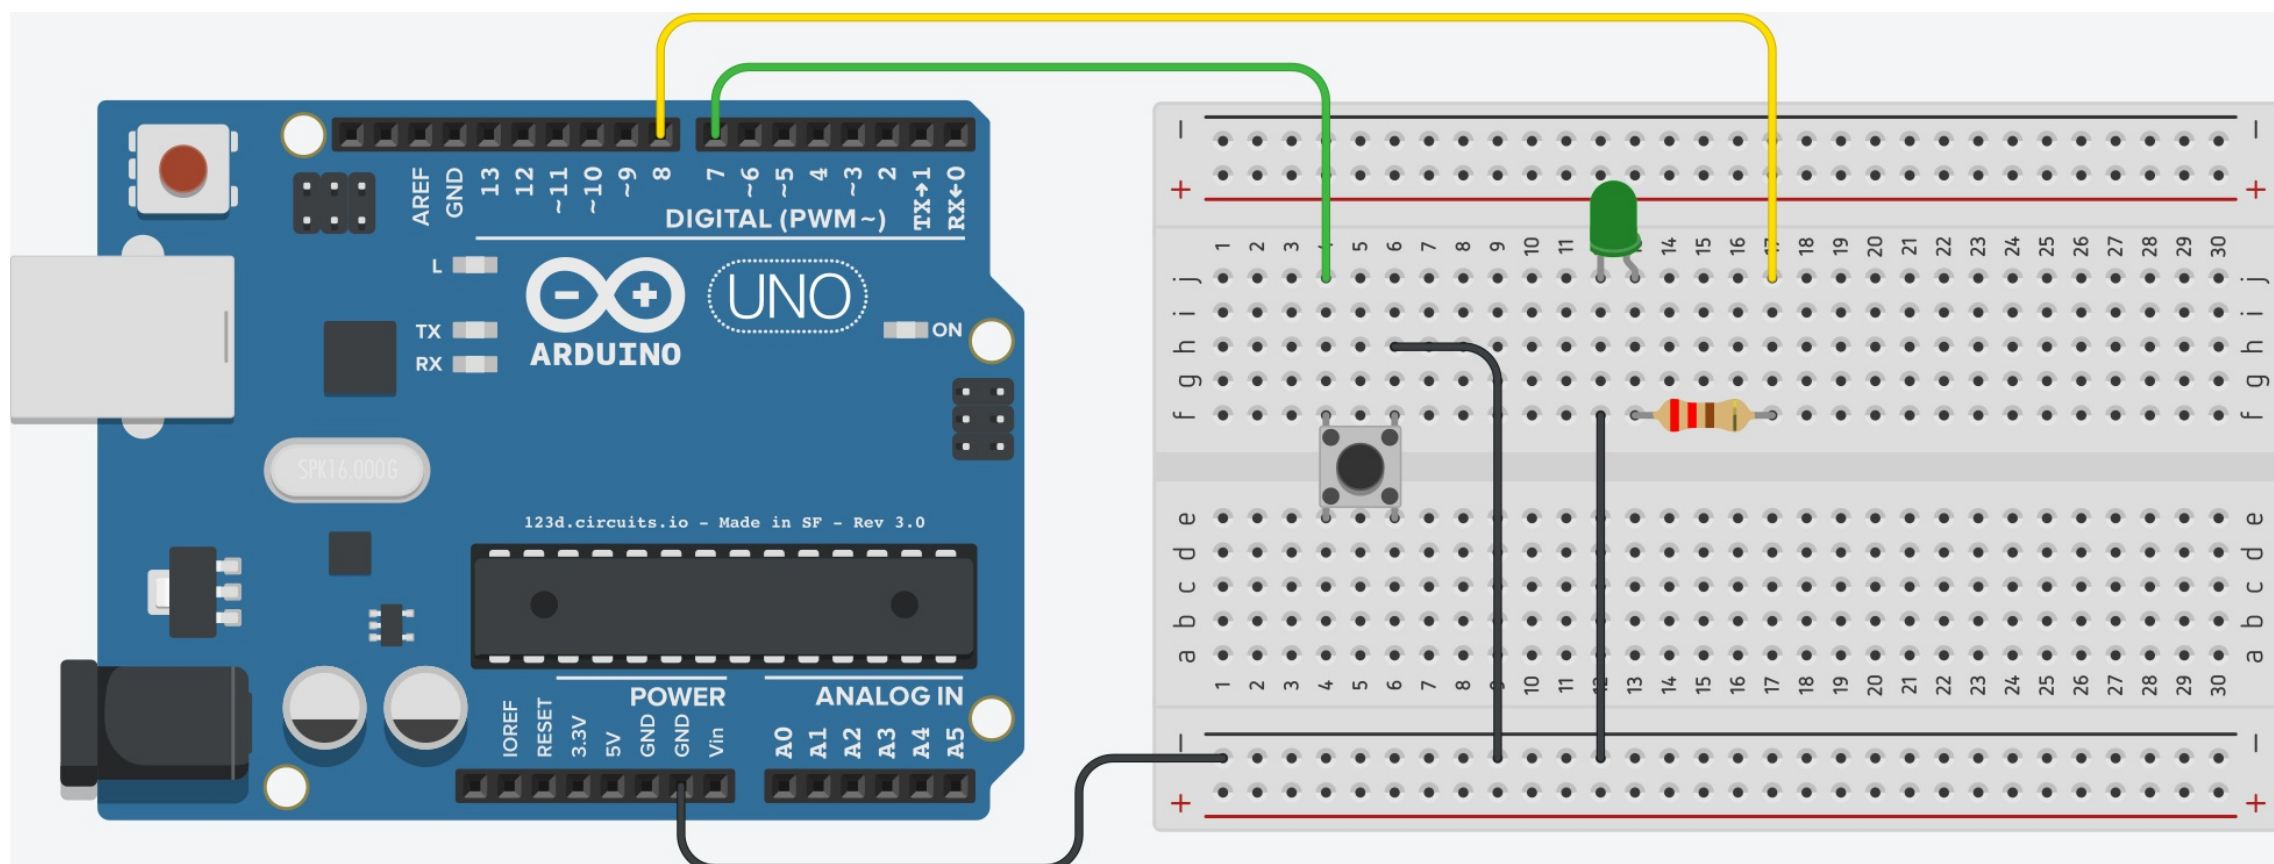 AREF GND 13 12 ~11 ~10 ~9 8 7 ~6 ~5 4 ~3 2 TX→1 RX←0
DIGITAL (PWM~)
L
TX
RX
- +
UNO
ARDUINO
ON
SPK16.000G
123d.circuits.io - Made in SF - Rev 3.0
POWER ANALOG IN
IOREF RESET 3.3V 5V GND GND Vin A0 A1 A2 A3 A4 A5
- -
+ +
1 2 3 4 5 6 7 8 9 10 11 14 15 16 17 18 19 20 21 22 23 24 25 26 27 28 29 30
j j
i i
h h
g g
f f
e e
d d
c c
b b
a a
1 2 3 4 5 6 7 8 9 10 11 12 13 14 15 16 17 18 19 20 21 22 23 24 25 26 27 28 29 30
- -
+ +